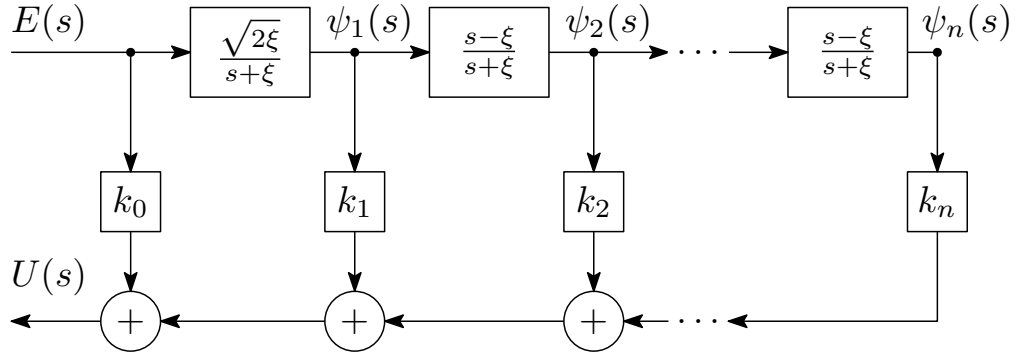 E(s) ψ₁(s) ψ₂(s) ψₙ(s)
√2ξ/s+ξ s−ξ/s+ξ ··· s−ξ/s+ξ
k₀ k₁ k₂ kₙ
U(s)
+ + + ···